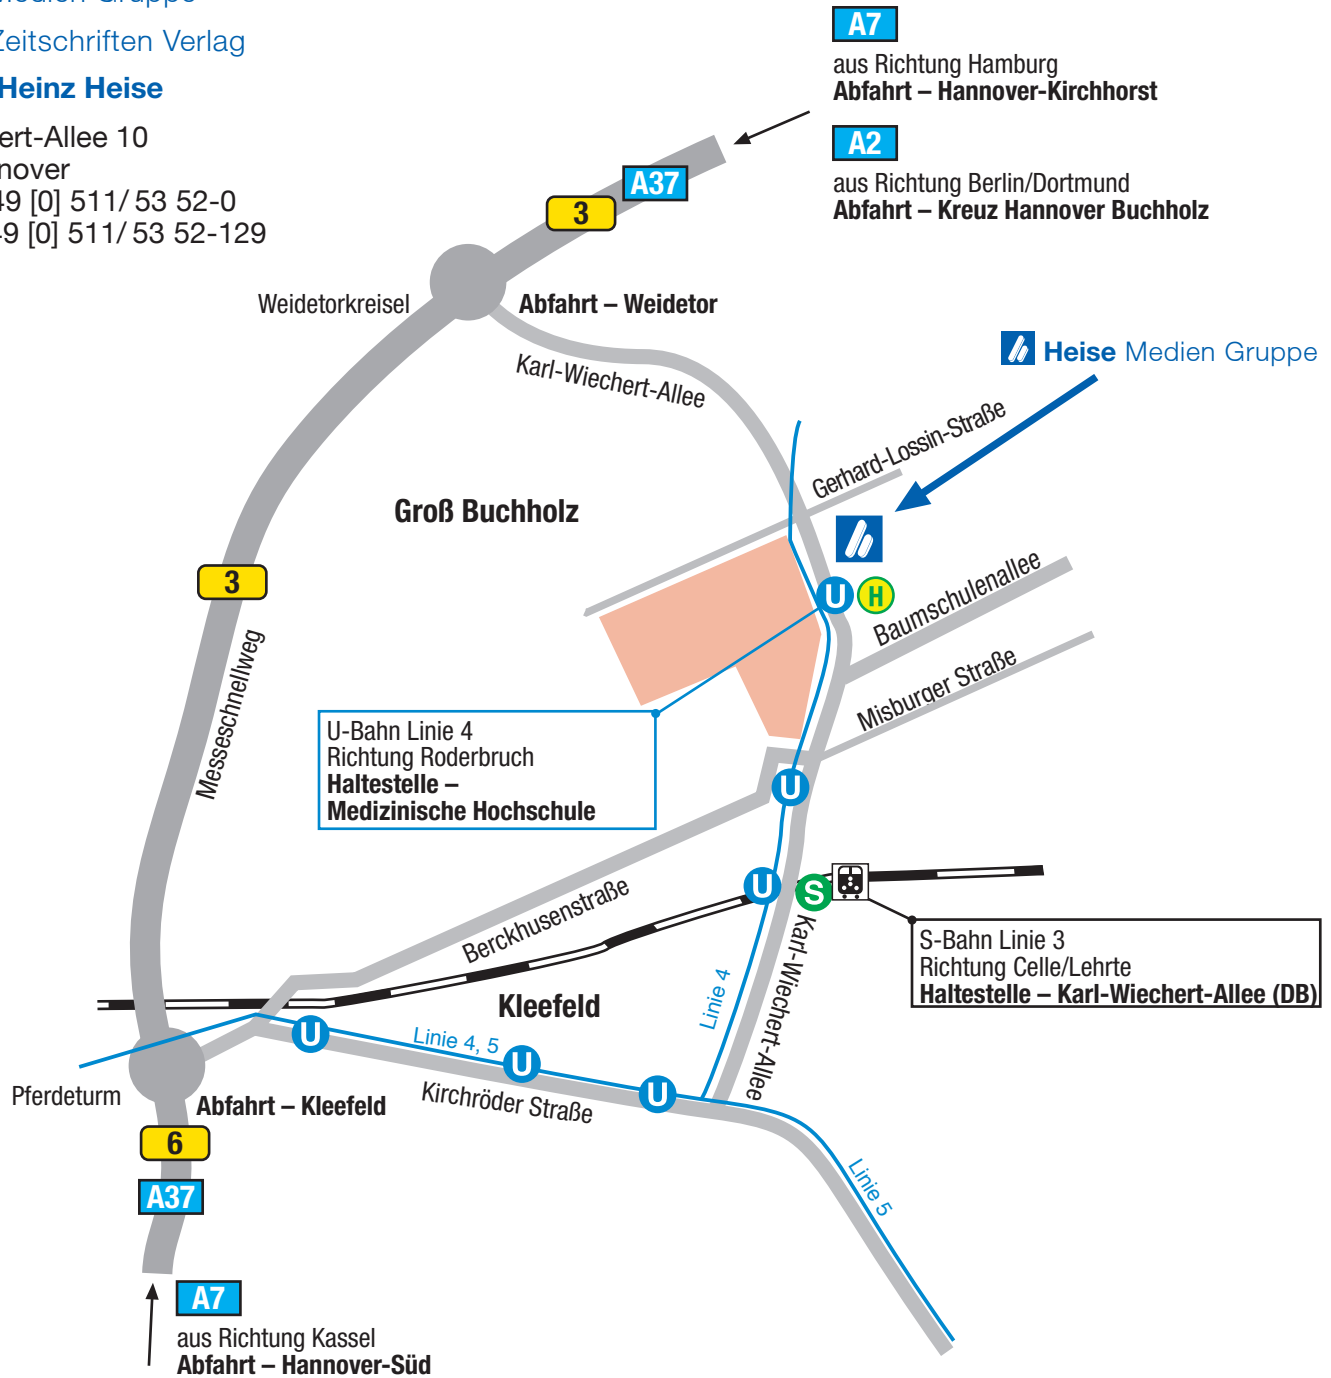 Medien Gruppe
Zeitschriften Verlag
Heinz Heise
ert-Allee 10
nover
49 [0] 511/ 53 52-0
49 [0] 511/ 53 52-129
A7
aus Richtung Hamburg
Abfahrt – Hannover-Kirchhorst
A2
aus Richtung Berlin/Dortmund
Abfahrt – Kreuz Hannover Buchholz
A37
3
Weidetorkreisel
Abfahrt – Weidetor
Heise Medien Gruppe
Karl-Wiechert-Allee
Gerhard-Lossin-Straße
Groß Buchholz
3
U
H
Baumschulenallee
Messeschnellweg
Misburger Straße
U-Bahn Linie 4
Richtung Roderbruch
Haltestelle –
Medizinische Hochschule
U
Berckhusenstraße
U
S
Karl-Wiechert-Allee
S-Bahn Linie 3
Richtung Celle/Lehrte
Haltestelle – Karl-Wiechert-Allee (DB)
Linie 4
Kleefeld
U
Linie 4, 5
U
U
Kirchröder Straße
Pferdeturm
Abfahrt – Kleefeld
6
A37
Linie 5
A7
aus Richtung Kassel
Abfahrt – Hannover-Süd